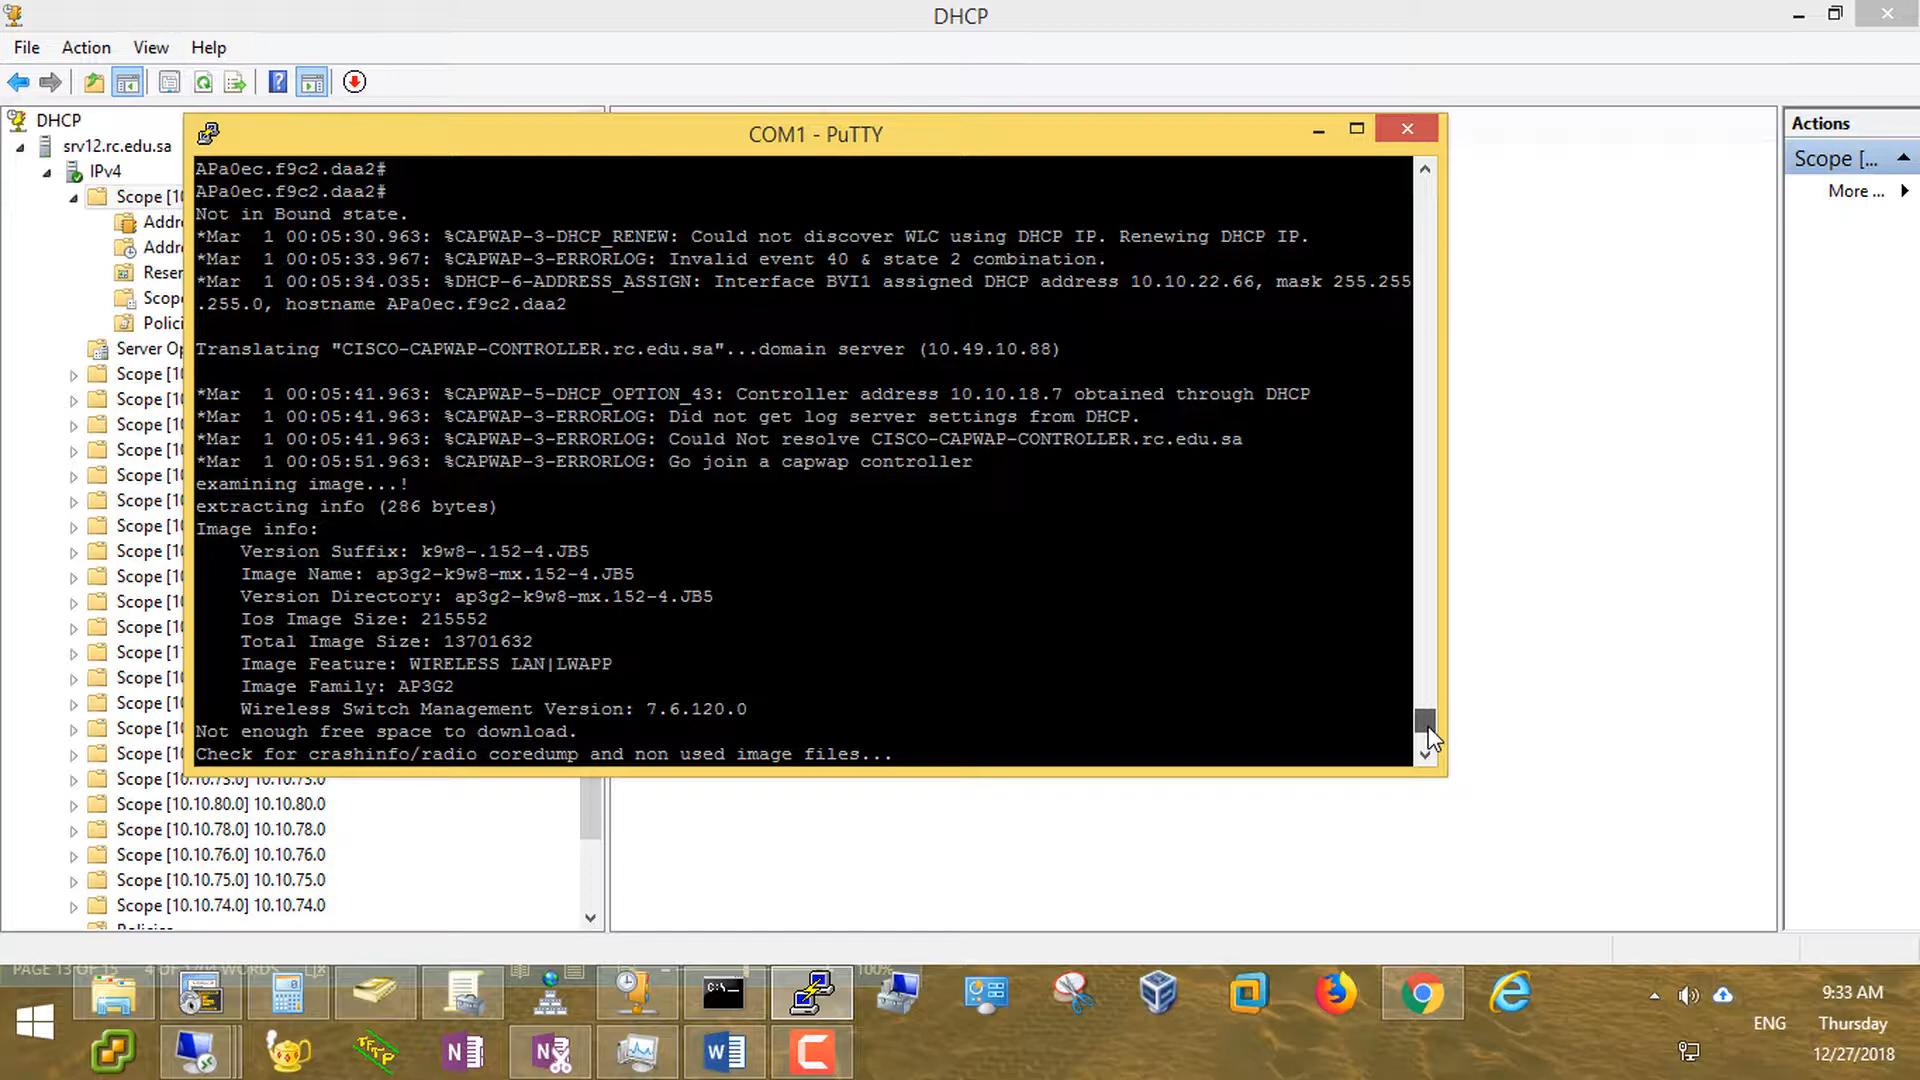 DHCP
File Action View Help
DHCP
srv12.rc.edu.sa
IPv4
Scope [10
Addre
Addre
Reser
Scope
Polici
Server Op
Scope [10
Scope [10
Scope [10
Scope [10
Scope [10
Scope [10
Scope [10
Scope [10
Scope [10
Scope [10
Scope [10
Scope [1
Scope [10
Scope [10
Scope [10
Scope [10
Scope [10.10.73.0] 10.10.73.0
Scope [10.10.80.0] 10.10.80.0
Scope [10.10.78.0] 10.10.78.0
Scope [10.10.76.0] 10.10.76.0
Scope [10.10.75.0] 10.10.75.0
Scope [10.10.74.0] 10.10.74.0
Policies
COM1 - PuTTY
APa0ec.f9c2.daa2#
APa0ec.f9c2.daa2#
Not in Bound state.
*Mar  1 00:05:30.963: %CAPWAP-3-DHCP_RENEW: Could not discover WLC using DHCP IP. Renewing DHCP IP.
*Mar  1 00:05:33.967: %CAPWAP-3-ERRORLOG: Invalid event 40 & state 2 combination.
*Mar  1 00:05:34.035: %DHCP-6-ADDRESS_ASSIGN: Interface BVI1 assigned DHCP address 10.10.22.66, mask 255.255
.255.0, hostname APa0ec.f9c2.daa2
Translating "CISCO-CAPWAP-CONTROLLER.rc.edu.sa"...domain server (10.49.10.88)
*Mar  1 00:05:41.963: %CAPWAP-5-DHCP_OPTION_43: Controller address 10.10.18.7 obtained through DHCP
*Mar  1 00:05:41.963: %CAPWAP-3-ERRORLOG: Did not get log server settings from DHCP.
*Mar  1 00:05:41.963: %CAPWAP-3-ERRORLOG: Could Not resolve CISCO-CAPWAP-CONTROLLER.rc.edu.sa
*Mar  1 00:05:51.963: %CAPWAP-3-ERRORLOG: Go join a capwap controller
examining image...!
extracting info (286 bytes)
Image info:
Version Suffix: k9w8-.152-4.JB5
Image Name: ap3g2-k9w8-mx.152-4.JB5
Version Directory: ap3g2-k9w8-mx.152-4.JB5
Ios Image Size: 215552
Total Image Size: 13701632
Image Feature: WIRELESS LAN|LWAPP
Image Family: AP3G2
Wireless Switch Management Version: 7.6.120.0
Not enough free space to download.
Check for crashinfo/radio coredump and non used image files...
Actions
Scope [...
More ...
PAGE 13 OF 15
100%
C:\_
TFTP
N
N
W
C
9:33 AM
ENG
Thursday
12/27/2018